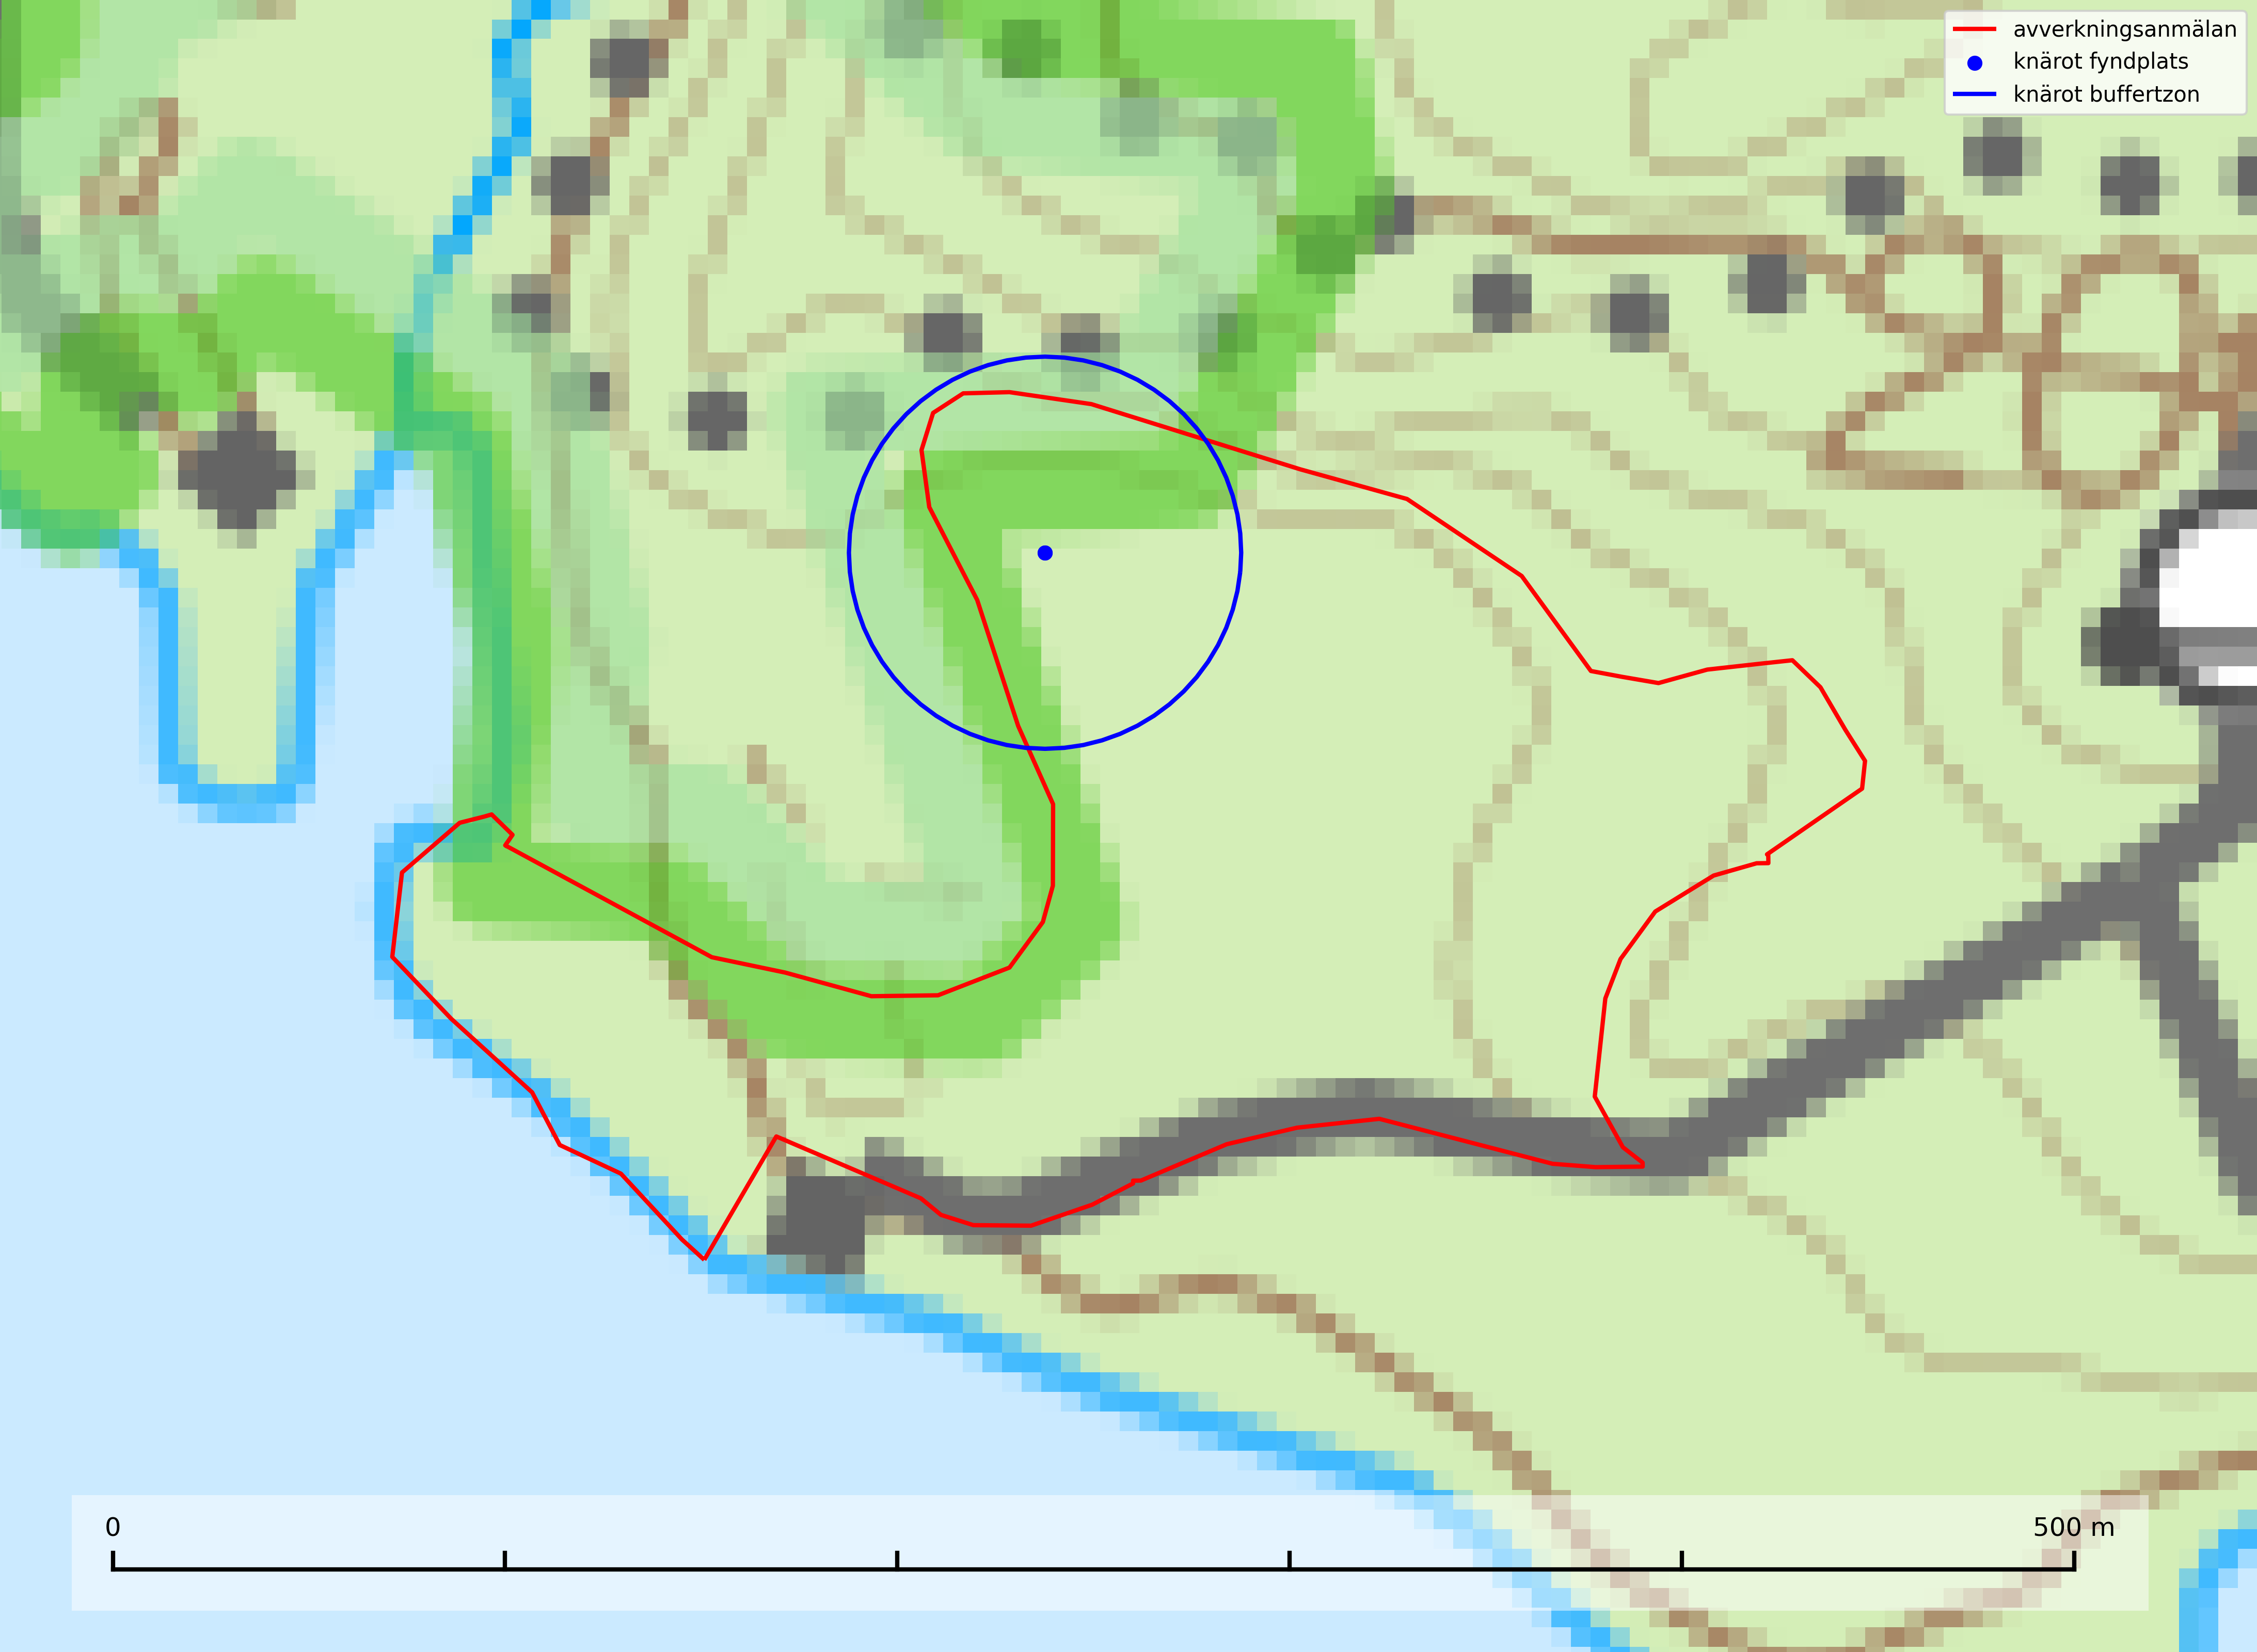 avverkningsanmälan
knärot fyndplats
knärot buffertzon
0
500 m